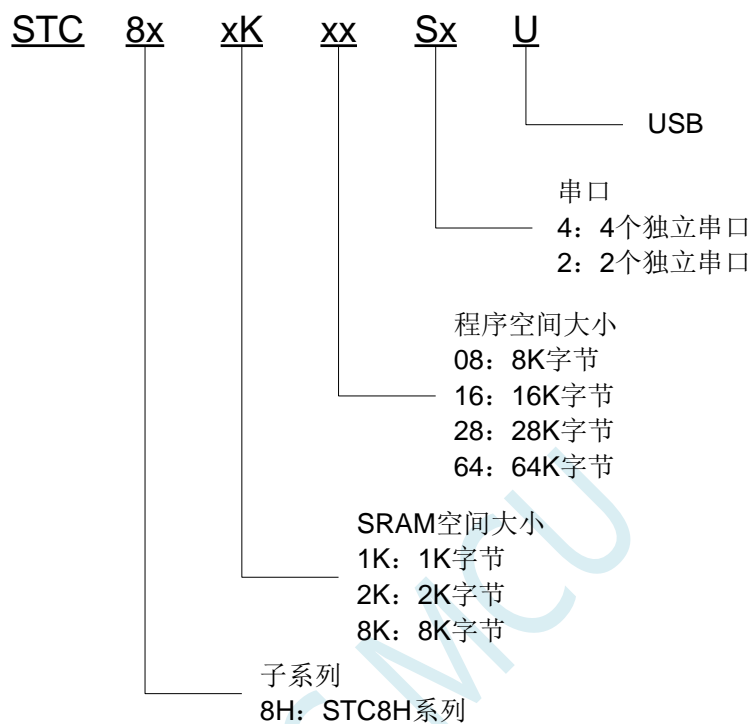 STC 8x xK xx Sx U
USB
串口
4：4个独立串口
2：2个独立串口
程序空间大小
08：8K字节
16：16K字节
28：28K字节
64：64K字节
SRAM空间大小
1K：1K字节
2K：2K字节
8K：8K字节
子系列
8H：STC8H系列
MCU